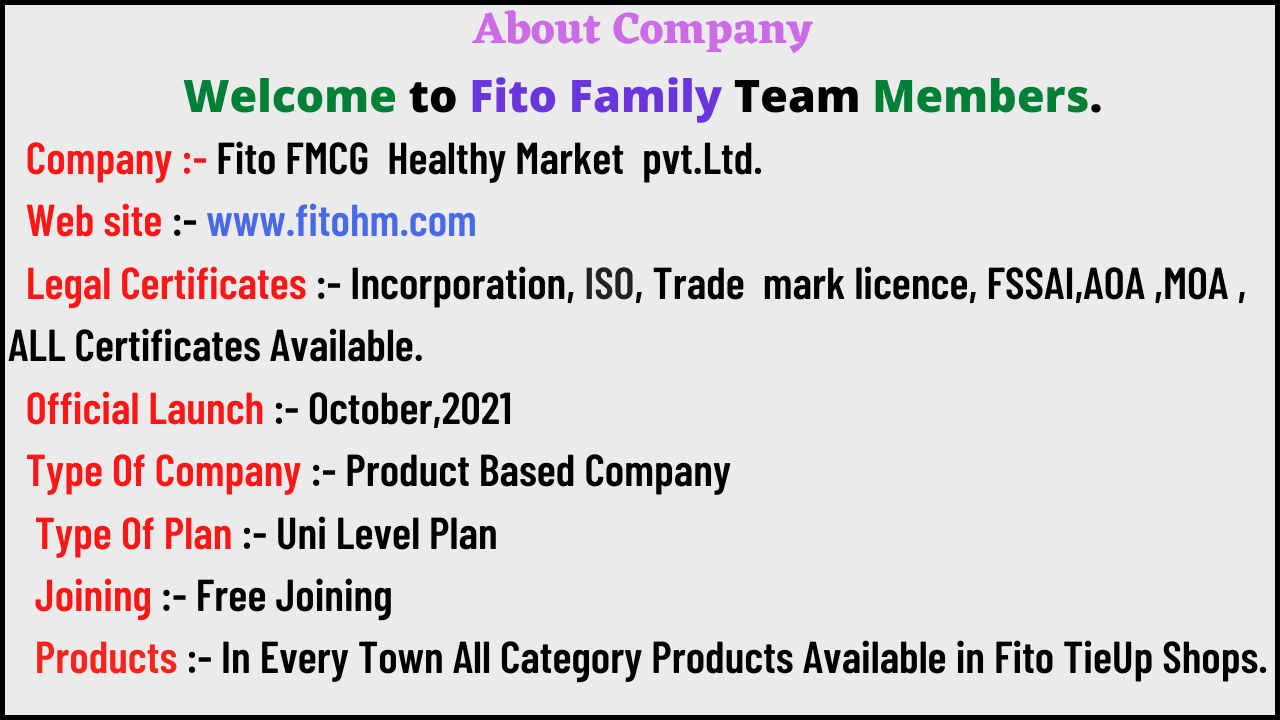 About Company
Welcome to Fito Family Team Members.
Company :- Fito FMCG Healthy Market pvt.Ltd.
Web site :- www.fitohm.com
Legal Certificates :- Incorporation, ISO, Trade mark licence, FSSAI,AOA ,MOA ,
ALL Certificates Available.
Official Launch :- October,2021
Type Of Company :- Product Based Company
Type Of Plan :- Uni Level Plan
Joining :- Free Joining
Products :- In Every Town All Category Products Available in Fito TieUp Shops.